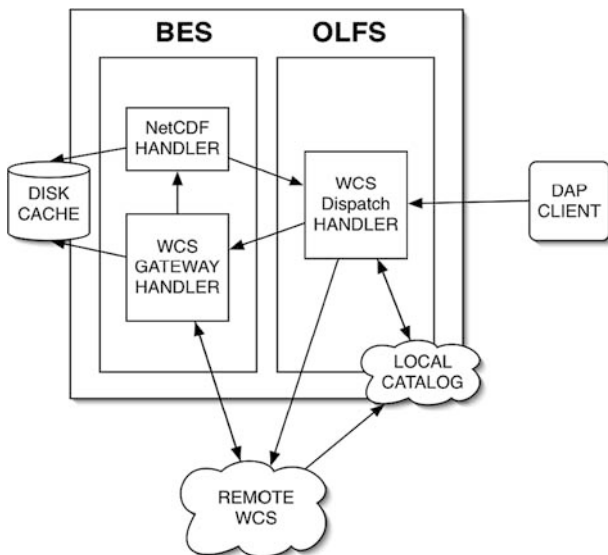 BES
OLFS
NetCDF
HANDLER
DISK
CACHE
WCS
GATEWAY
HANDLER
WCS
Dispatch
HANDLER
DAP
CLIENT
LOCAL
CATALOG
REMOTE
WCS